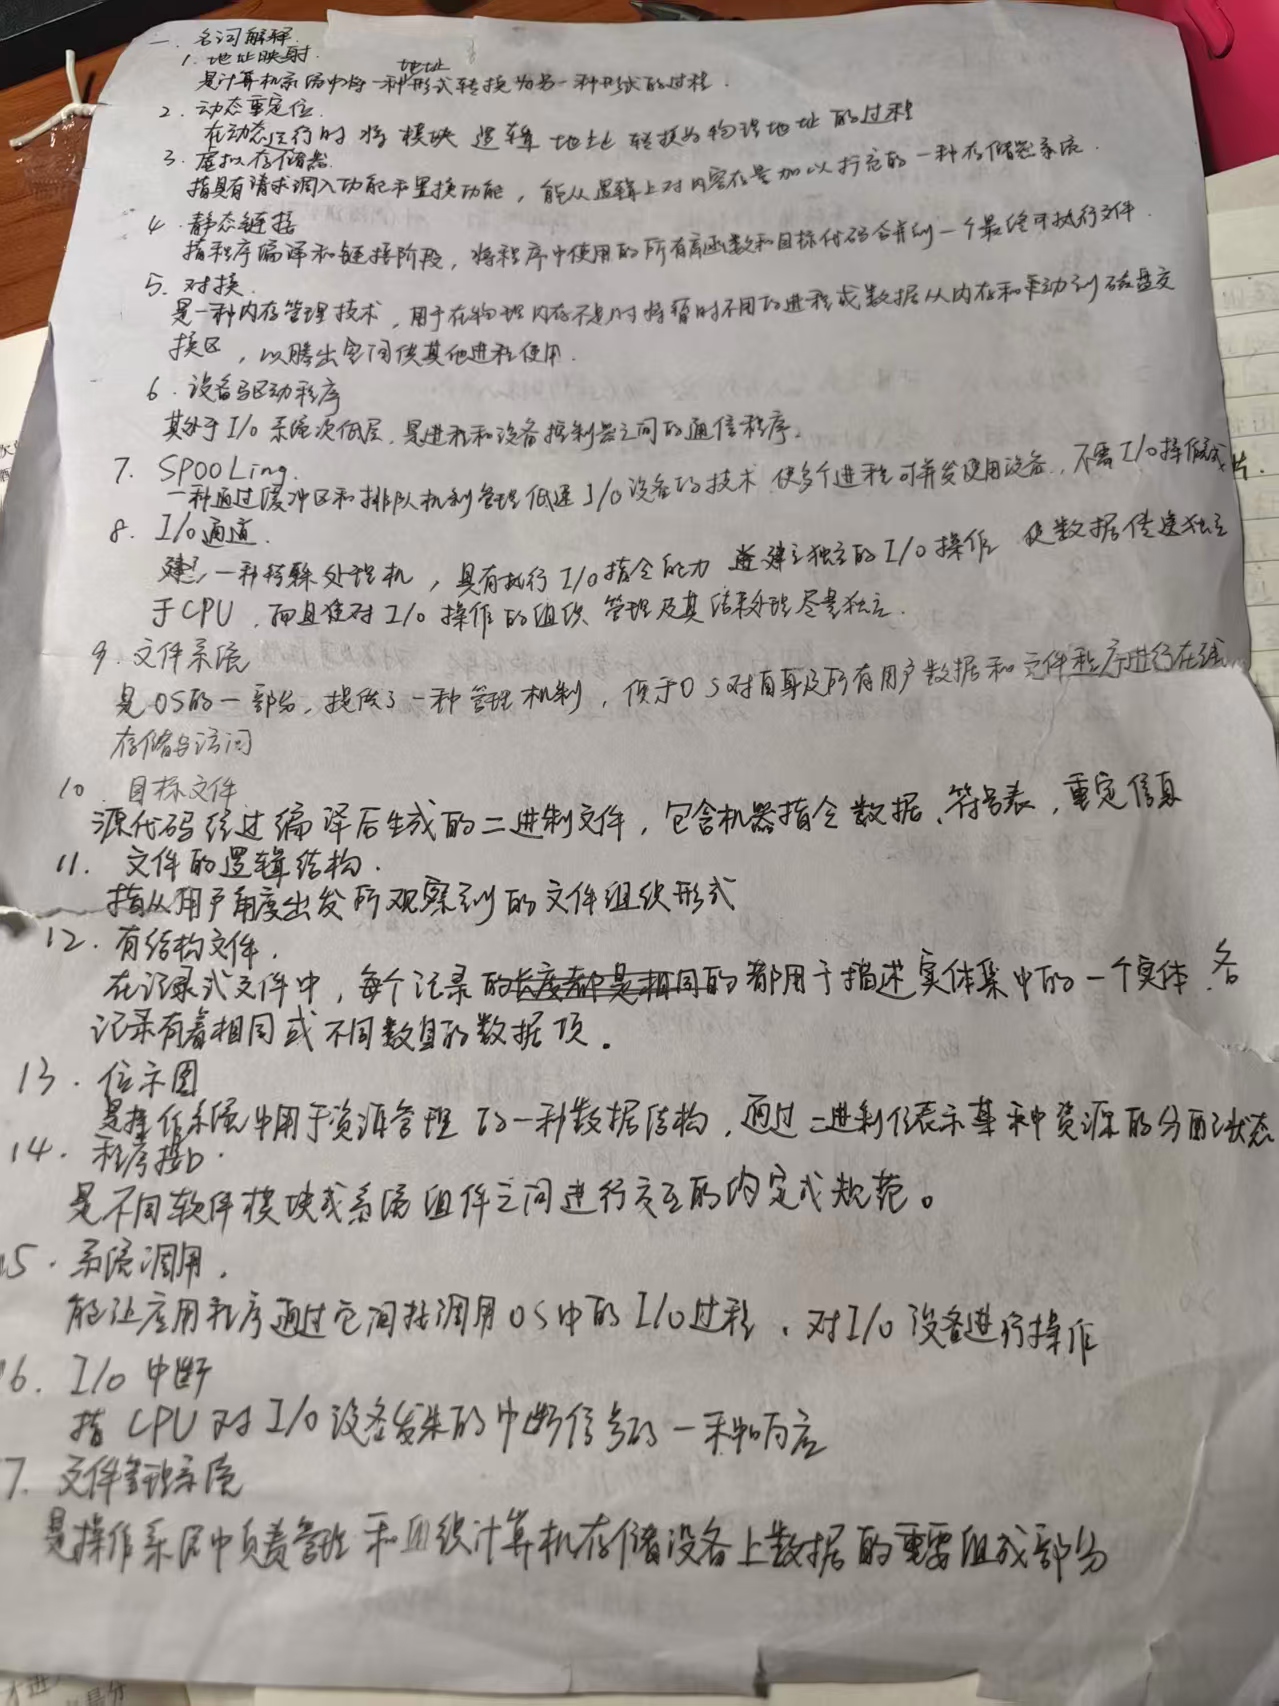 一. 名词解释.
1. 地址映射.
是计算机系统中将一种地址形式转换为另一种形式的过程.
2. 动态重定位
在动态运行时 将 模块 逻辑 地址 转换为物理地址 的过程
3. 虚拟存储器.
指具有请求调入功能和置换功能，能从逻辑上对内容存量加以扩充的一种存储器系统.
4. 静态链接
指程序编译和链接阶段，将程序中使用的所有库函数和目标代码合并到一个最终可执行文件.
5. 对换.
是一种内存管理技术，用于在物理内存不足时将暂时不用的进程或数据从内存移动到磁盘交
换区，以腾出空间供其他进程使用.
6. 设备驱动程序
其处于I/O系统次低层.是进程和设备控制器之间的通信程序.
7. SPOOLing.
一种通过缓冲区和排队机制管理低速I/O设备的技术.使多个进程可并发使用设备.，不需I/O操作
8. I/O通道.
建立一种特殊处理机，具有执行I/O指令能力 并建立独立的I/O操作 使数据传送独立
于CPU，而且使对I/O操作的组织 管理及其结果处理尽量独立.
9. 文件系统
是OS的一部分，提供了一种管理机制，便于OS对自身及所有用户数据和文件程序进行在线
存储与访问
10. 目标文件
源代码经过编译后生成的二进制文件，包含机器指令数据、符号表，重定信息
11. 文件的逻辑结构.
指从用户角度出发所观察到的文件组织形式
12. 有结构文件.
在记录式文件中，每个记录的长度都是相同的都用于描述实体集中的一个实体.各
记录有着相同或不同数目的数据项.
13. 位示图
是操作系统中用于资源管理的一种数据结构，通过二进制位表示某种资源的分配状态
14. 程序接口.
是不同软件模块或系统组件之间进行交互的约定或规范。
15. 系统调用.
能让应用程序通过它间接调用OS中的I/O过程，对I/O设备进行操作
16. I/O中断
指CPU对I/O设备发来的中断信号的一种响应
17. 文件管理系统
是操作系统中负责管理和组织计算机存储设备上数据的重要组成部分